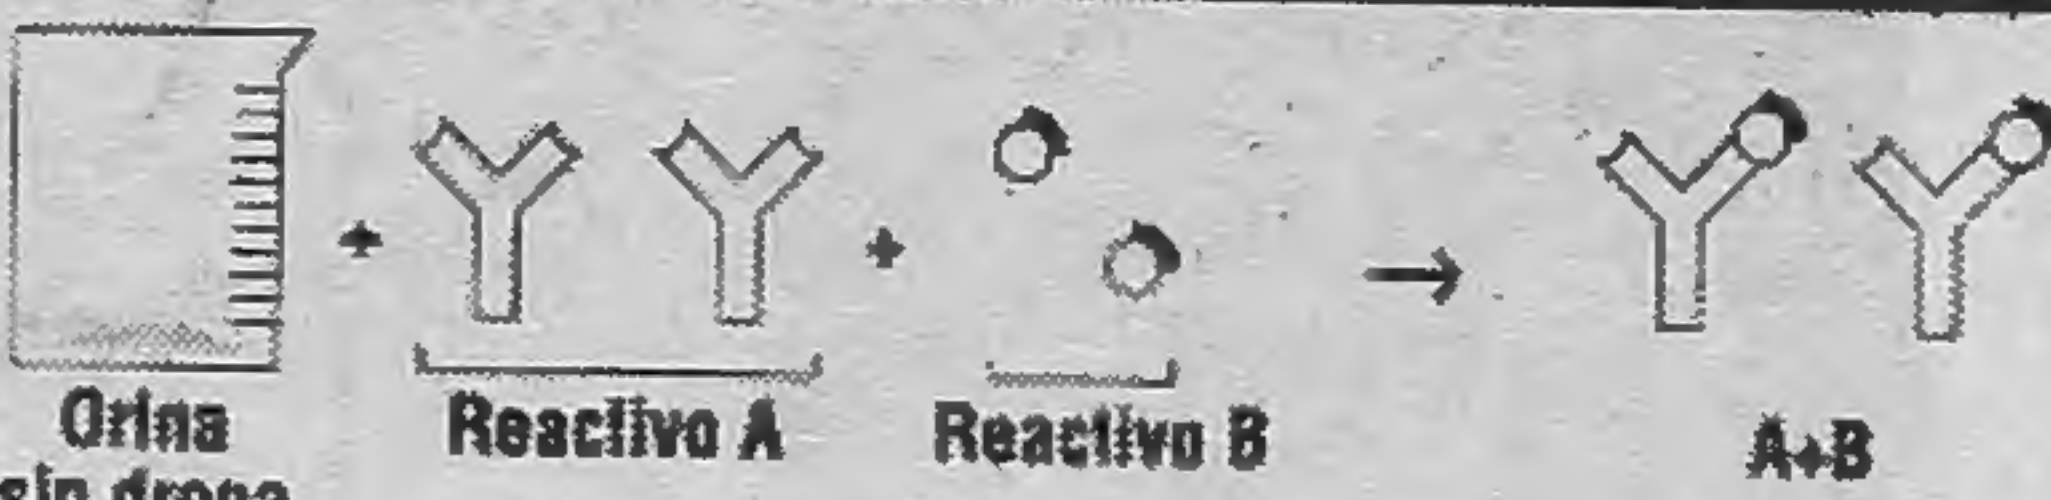 Orina
sin droga
Reactivo A
Reactivo B
A+B